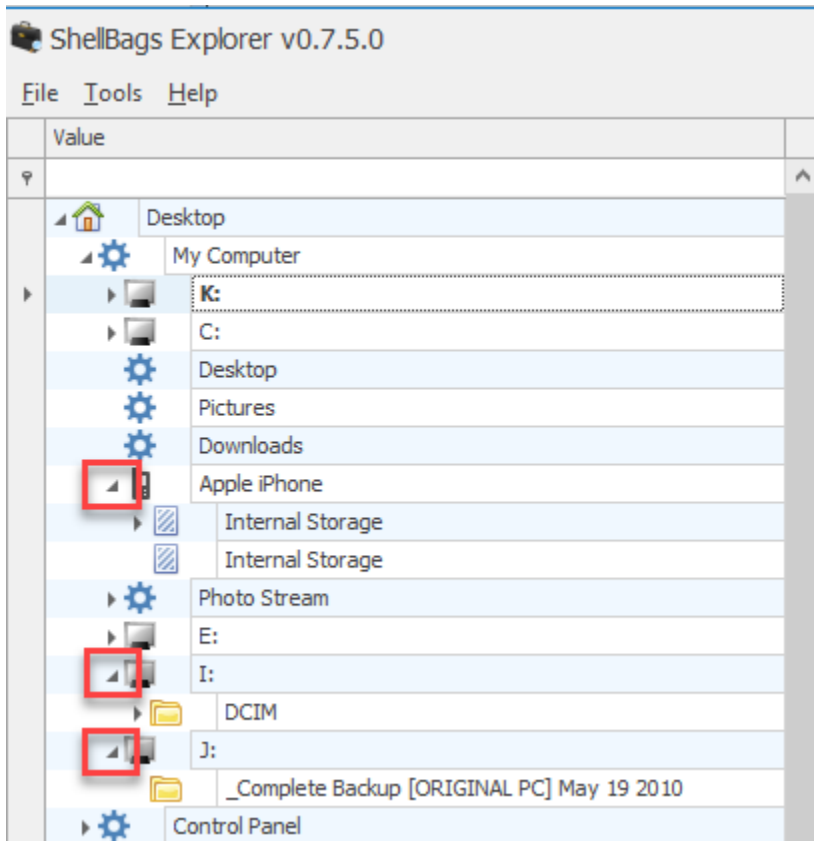 ShellBags Explorer v0.7.5.0
File Tools Help
Value
Desktop
My Computer
K:
C:
Desktop
Pictures
Downloads
Apple iPhone
Internal Storage
Internal Storage
Photo Stream
E:
I:
DCIM
J:
_Complete Backup [ORIGINAL PC] May 19 2010
Control Panel